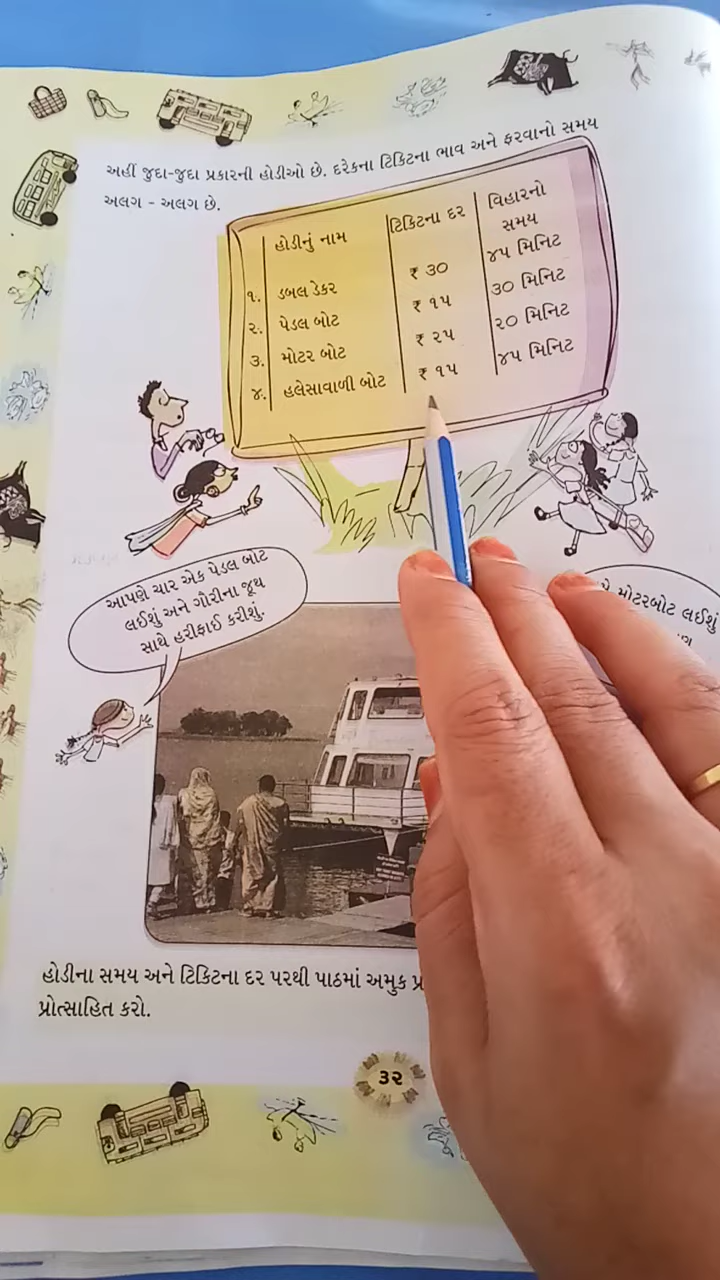 અહીં જુદા-જુદા પ્રકારની હોડીઓ છે. દરેકના ટિકિટના ભાવ અને ફરવાનો સમય
અલગ - અલગ છે.
હોડીનું નામ ટિકિટના દર વિહારનો સમય
૧. ડબલ ડેકર ₹ ૩૦ ૪૫ મિનિટ
૨. પેડલ બોટ ₹ ૧૫ ૩૦ મિનિટ
૩. મોટર બોટ ₹ ૨૫ ૨૦ મિનિટ
૪. હલેસાવાળી બોટ ₹ ૧૫ ૪૫ મિનિટ
આપણે ચાર એક પેડલ બોટ
લઈશું અને ગૌરીના જૂથ
સાથે હરીફાઈ કરીશું.
મોટરબોટ લઈશું
હોડીના સમય અને ટિકિટના દર પરથી પાઠમાં અમુક
પ્રોત્સાહિત કરો.
૩૨